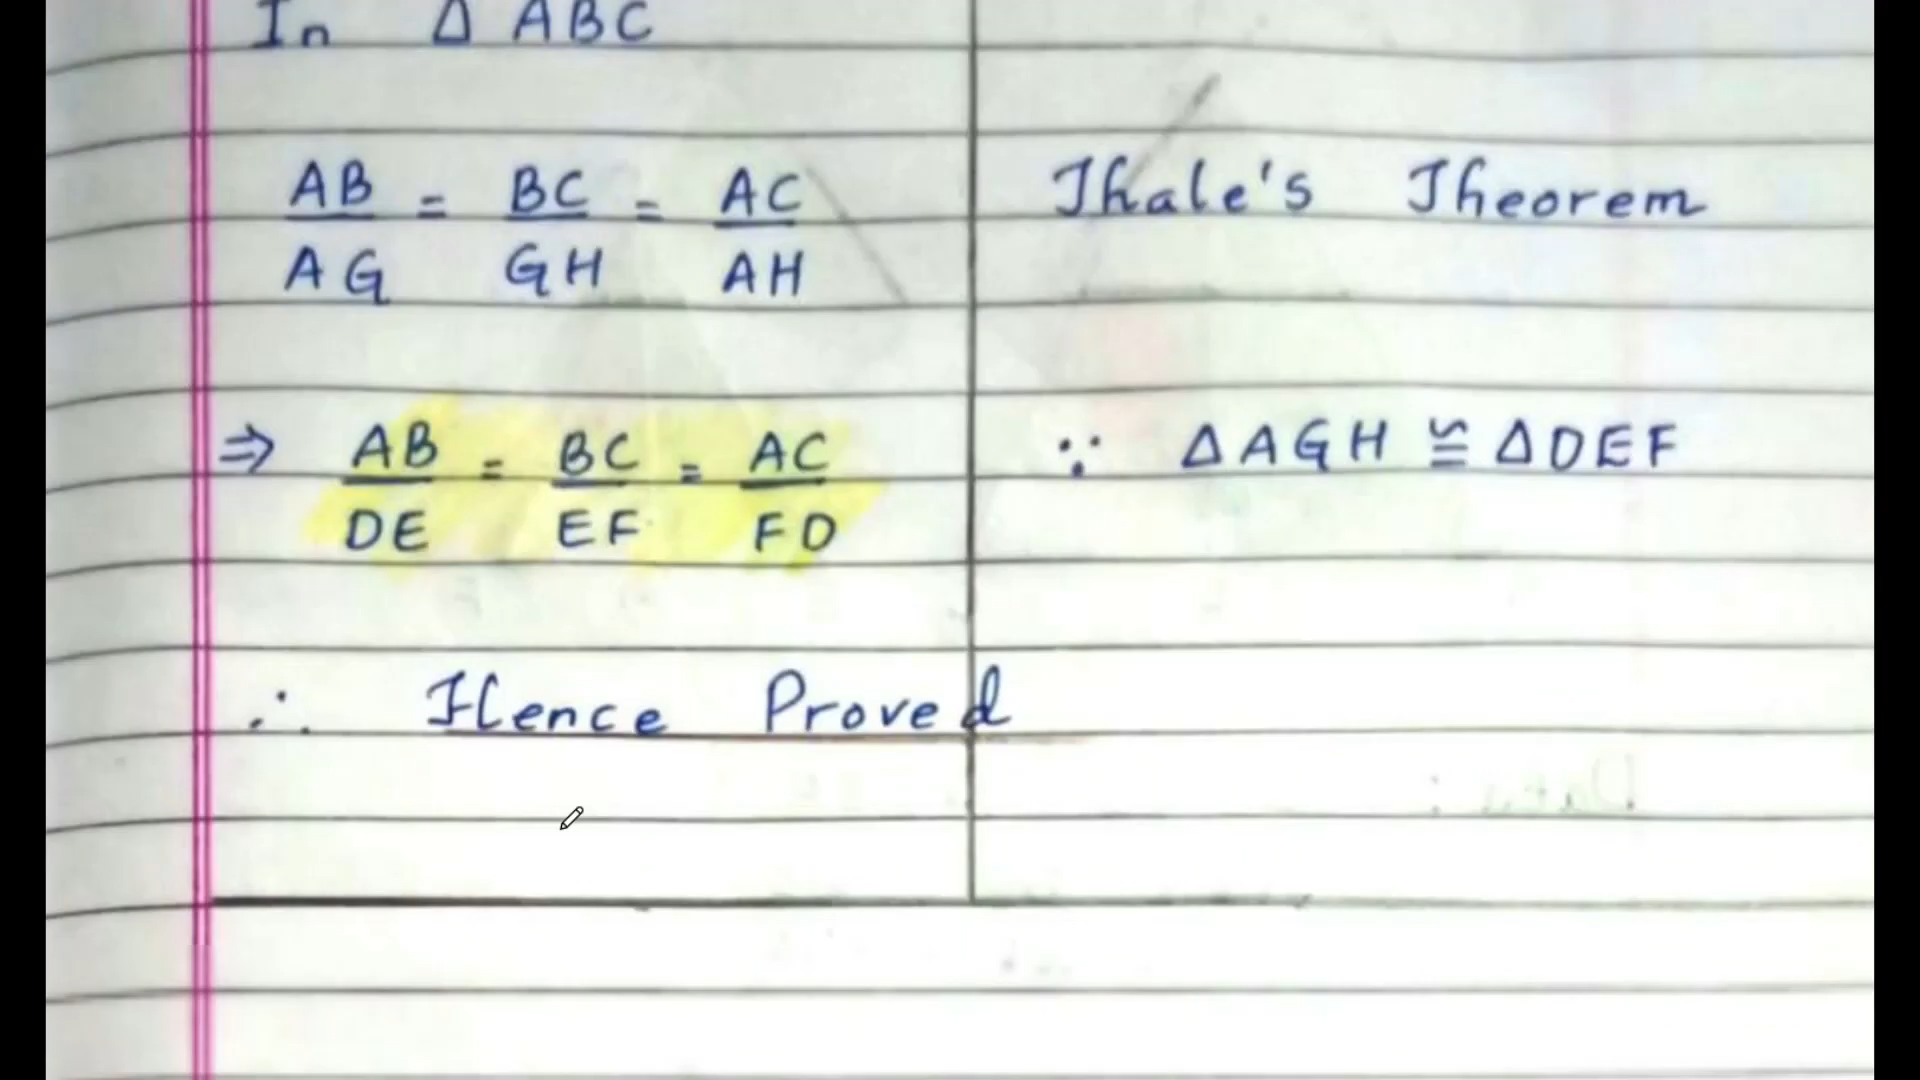 In Δ ABC
AB/AG = BC/GH = AC/AH Thale's Theorem
⇒ AB/DE = BC/EF = AC/FD ∵ ΔAGH ≅ ΔDEF
∴ Hence Proved